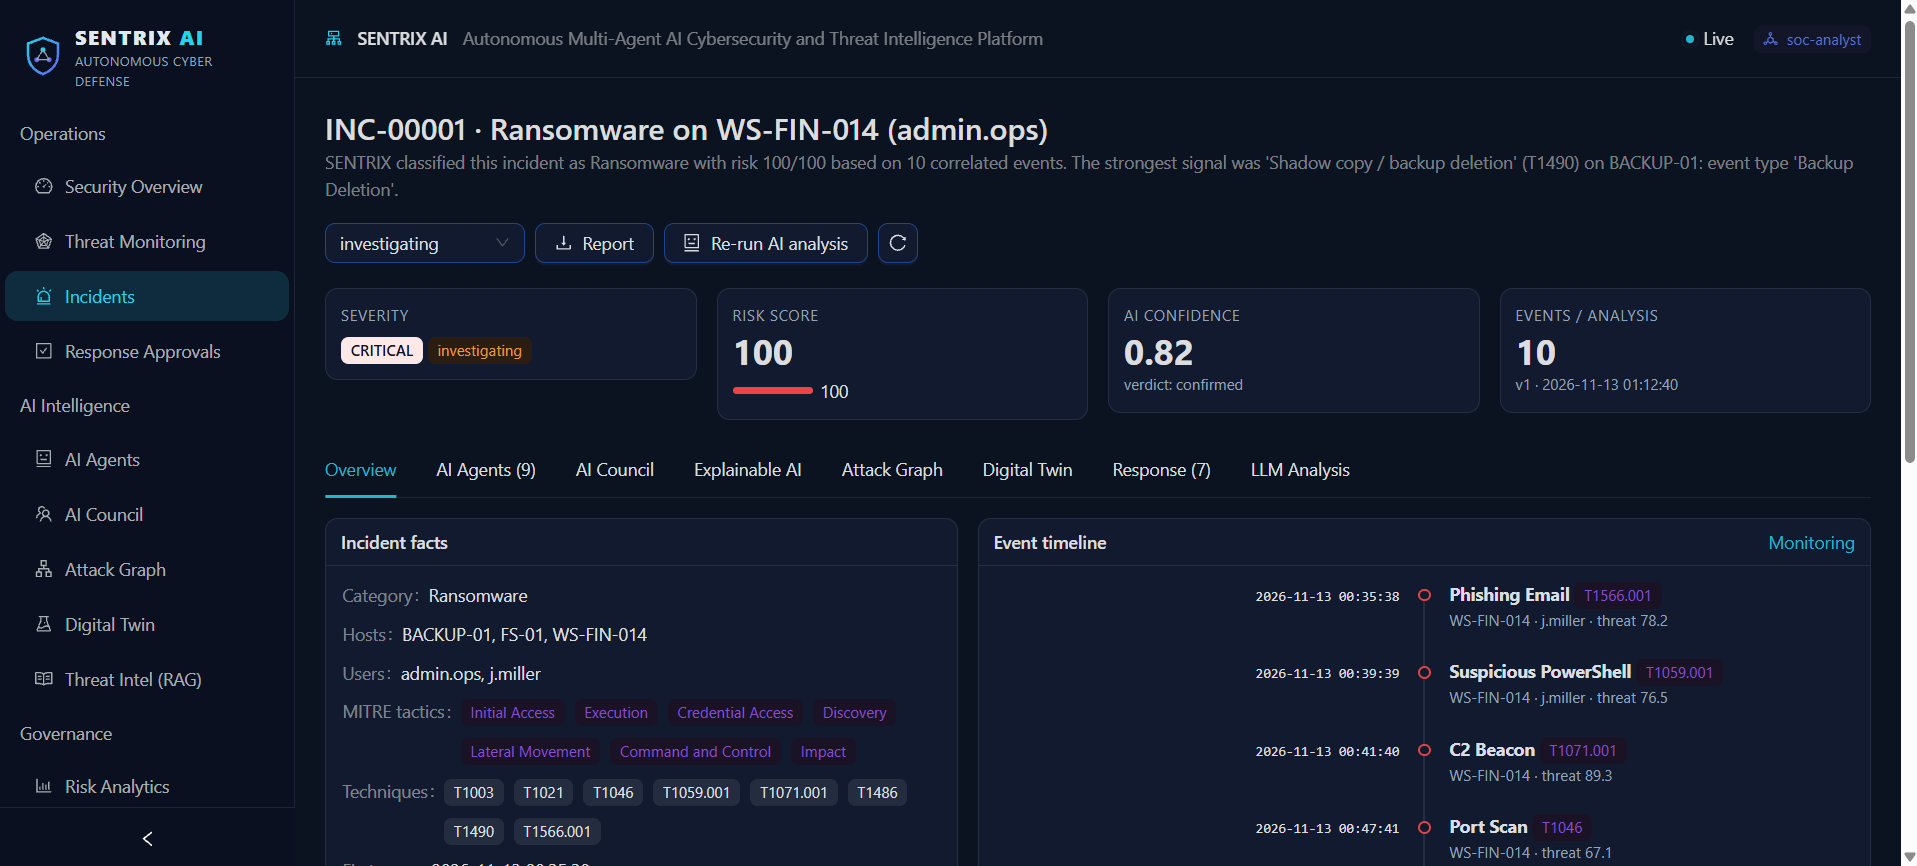 SENTRIX AI
AUTONOMOUS CYBER
DEFENSE
Operations
Security Overview
Threat Monitoring
Incidents
Response Approvals
AI Intelligence
AI Agents
AI Council
Attack Graph
Digital Twin
Threat Intel (RAG)
Governance
Risk Analytics
SENTRIX AI Autonomous Multi-Agent AI Cybersecurity and Threat Intelligence Platform
Live soc-analyst
INC-00001 · Ransomware on WS-FIN-014 (admin.ops)
SENTRIX classified this incident as Ransomware with risk 100/100 based on 10 correlated events. The strongest signal was 'Shadow copy / backup deletion' (T1490) on BACKUP-01: event type 'Backup
Deletion'.
investigating Report Re-run AI analysis
SEVERITY
CRITICAL investigating
RISK SCORE
100
100
AI CONFIDENCE
0.82
verdict: confirmed
EVENTS / ANALYSIS
10
v1 · 2026-11-13 01:12:40
Overview AI Agents (9) AI Council Explainable AI Attack Graph Digital Twin Response (7) LLM Analysis
Incident facts
Category: Ransomware
Hosts: BACKUP-01, FS-01, WS-FIN-014
Users: admin.ops, j.miller
MITRE tactics: Initial Access Execution Credential Access Discovery
Lateral Movement Command and Control Impact
Techniques: T1003 T1021 T1046 T1059.001 T1071.001 T1486
T1490 T1566.001
Event timeline Monitoring
2026-11-13 00:35:38 Phishing Email T1566.001
WS-FIN-014 · j.miller · threat 78.2
2026-11-13 00:39:39 Suspicious PowerShell T1059.001
WS-FIN-014 · j.miller · threat 76.5
2026-11-13 00:41:40 C2 Beacon T1071.001
WS-FIN-014 · threat 89.3
2026-11-13 00:47:41 Port Scan T1046
WS-FIN-014 · threat 67.1